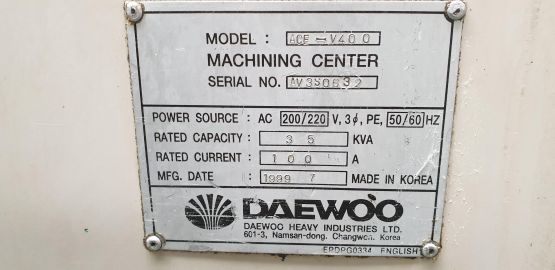 MODEL : ACE-V400
MACHINING CENTER
SERIAL NO. AV3S0632
POWER SOURCE : AC 200/220 V, 3ϕ, PE, 50/60 HZ
RATED CAPACITY : 35 KVA
RATED CURRENT : 100 A
MFG. DATE : 1999 7 MADE IN KOREA
DAEWOO
DAEWOO HEAVY INDUSTRIES LTD.
601-3, Namsan-dong. Changwon. Korea
EPDPG0334 ENGLISH